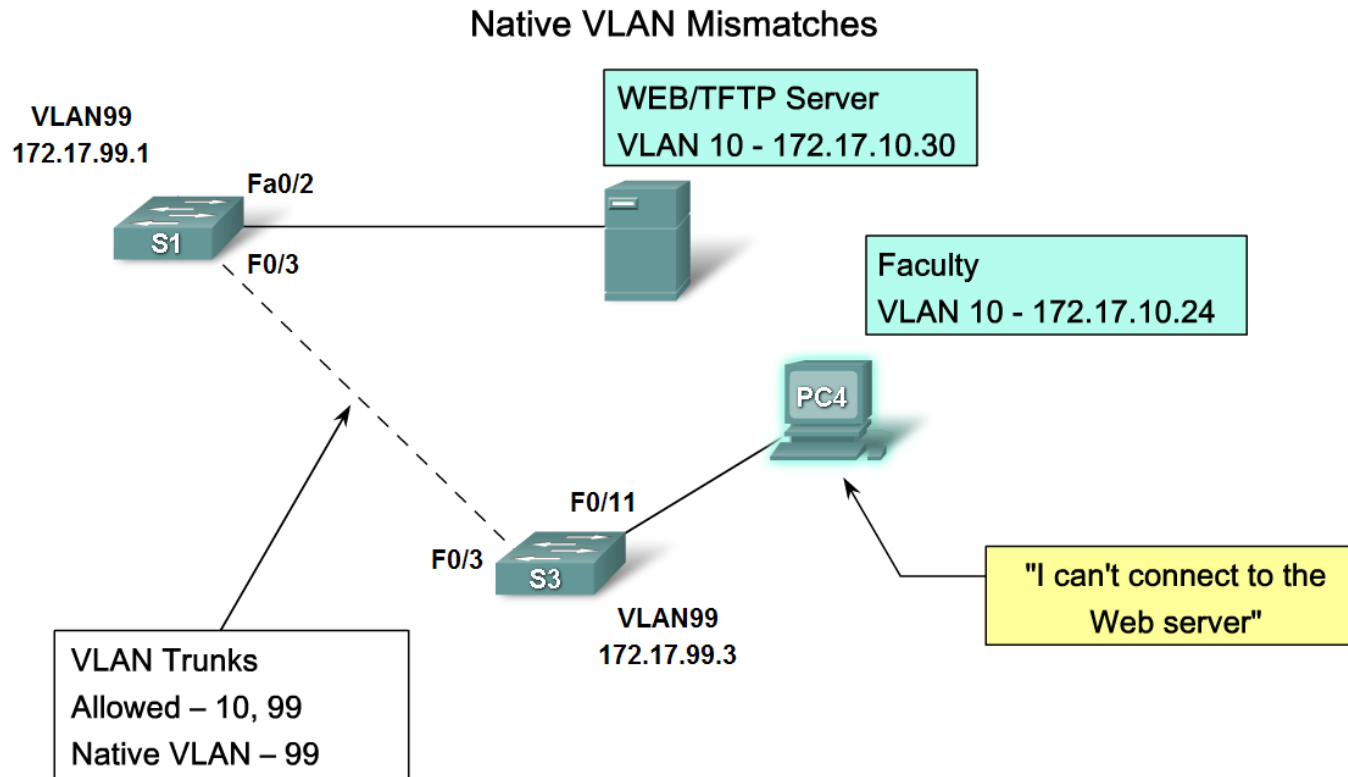 Native VLAN Mismatches
VLAN99
172.17.99.1
WEB/TFTP Server
VLAN 10 - 172.17.10.30
Fa0/2
S1
F0/3
Faculty
VLAN 10 - 172.17.10.24
PC4
F0/11
F0/3
S3
VLAN99
172.17.99.3
"I can't connect to the
Web server"
VLAN Trunks
Allowed – 10, 99
Native VLAN – 99